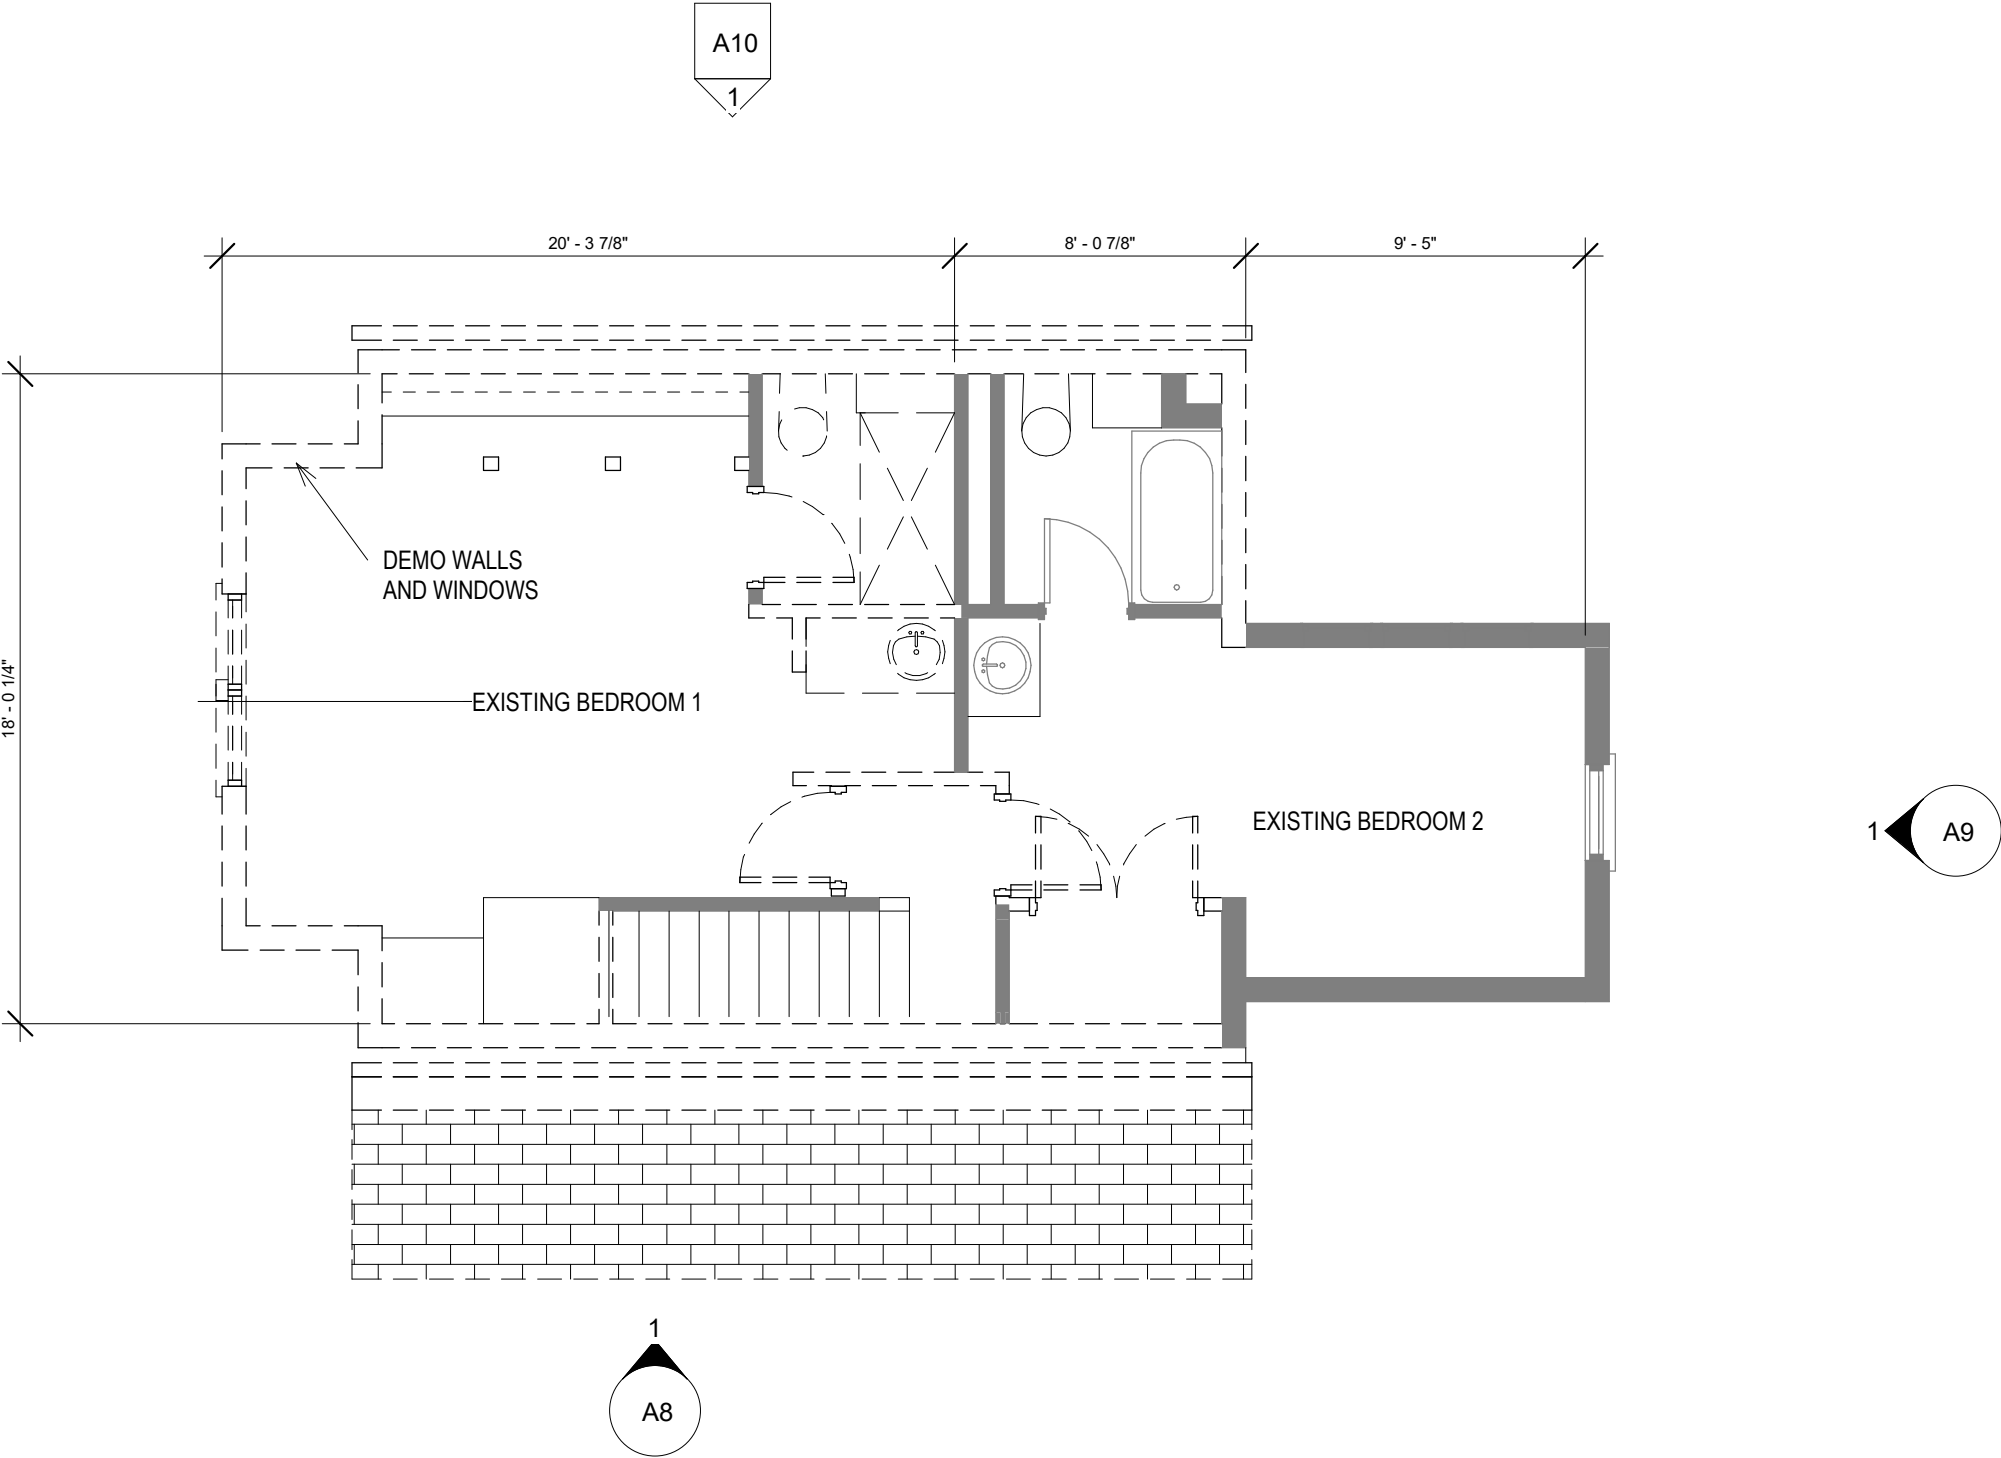 A10
1
20' - 3 7/8"
8' - 0 7/8"
9' - 5"
18' - 0 1/4"
DEMO WALLS
AND WINDOWS
EXISTING BEDROOM 1
EXISTING BEDROOM 2
1
A9
1
A8